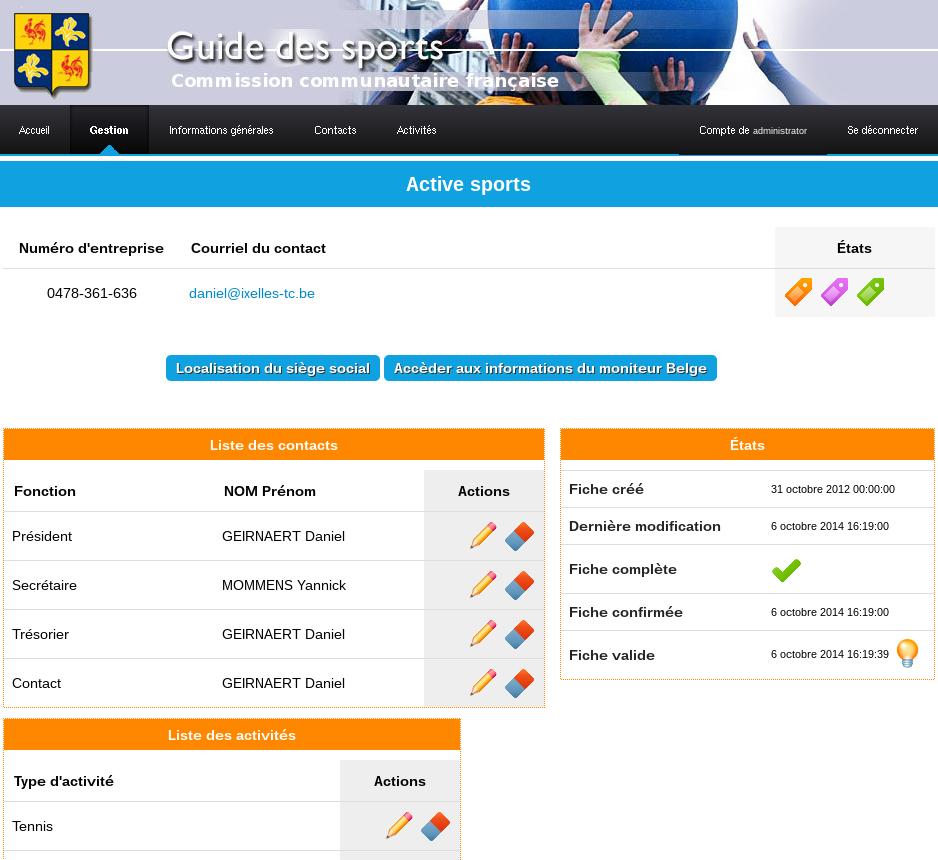 Guide des sports
Commission communautaire française
Accueil Gestion Informations générales Contacts Activités Compte de administrator Se déconnecter
Active sports
Numéro d'entreprise Courriel du contact États
0478-361-636 daniel@ixelles-tc.be
Localisation du siège social Accèder aux informations du moniteur Belge
Liste des contacts
Fonction NOM Prénom Actions
Président GEIRNAERT Daniel
Secrétaire MOMMENS Yannick
Trésorier GEIRNAERT Daniel
Contact GEIRNAERT Daniel
États
Fiche créé 31 octobre 2012 00:00:00
Dernière modification 6 octobre 2014 16:19:00
Fiche complète
Fiche confirmée 6 octobre 2014 16:19:00
Fiche valide 6 octobre 2014 16:19:39
Liste des activités
Type d'activité Actions
Tennis